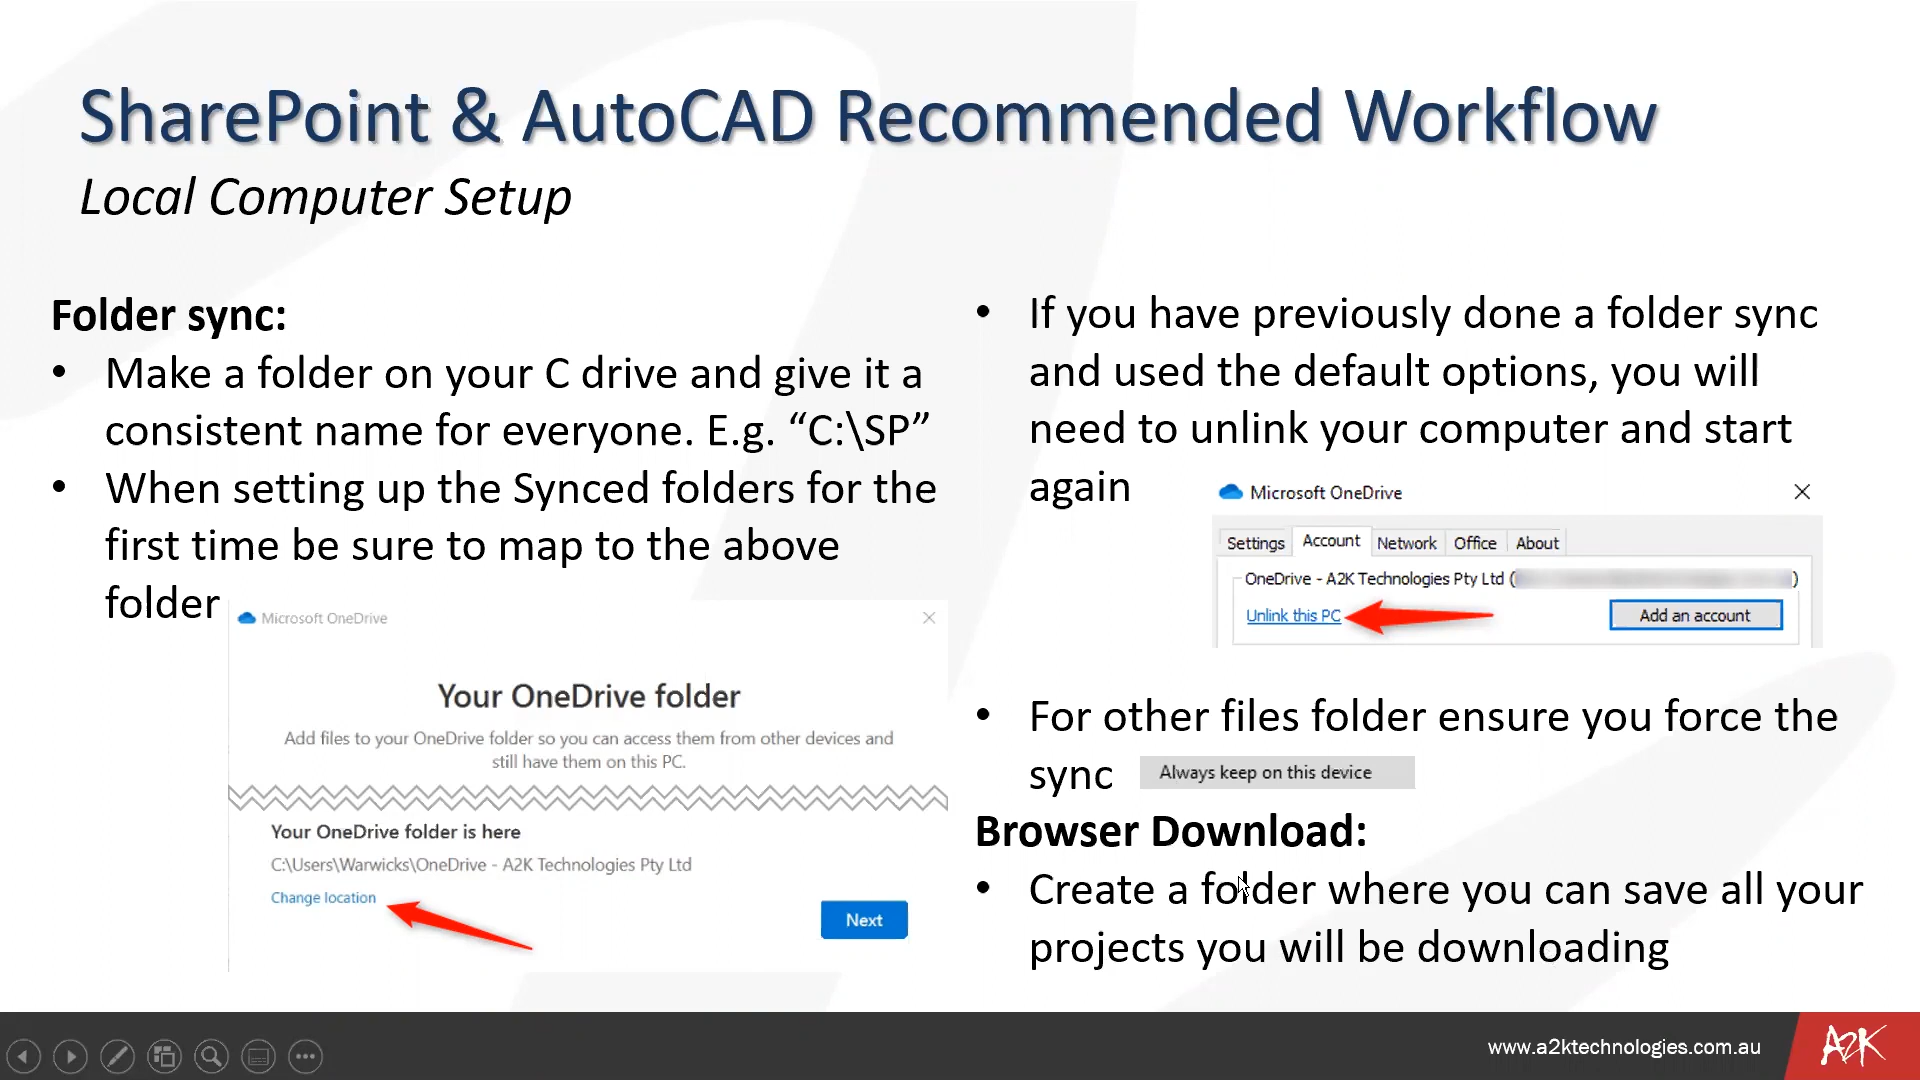 SharePoint & AutoCAD Recommended Workflow
Local Computer Setup
Folder sync:
• Make a folder on your C drive and give it a
consistent name for everyone. E.g. “C:\SP”
• When setting up the Synced folders for the
first time be sure to map to the above
folder
Microsoft OneDrive
Your OneDrive folder
Add files to your OneDrive folder so you can access them from other devices and
still have them on this PC.
Your OneDrive folder is here
C:\Users\Warwicks\OneDrive - A2K Technologies Pty Ltd
Change location
Next
• If you have previously done a folder sync
and used the default options, you will
need to unlink your computer and start
again
Microsoft OneDrive
Settings Account Network Office About
OneDrive - A2K Technologies Pty Ltd ( )
Unlink this PC Add an account
• For other files folder ensure you force the
sync Always keep on this device
Browser Download:
• Create a folder where you can save all your
projects you will be downloading
www.a2ktechnologies.com.au
A2K